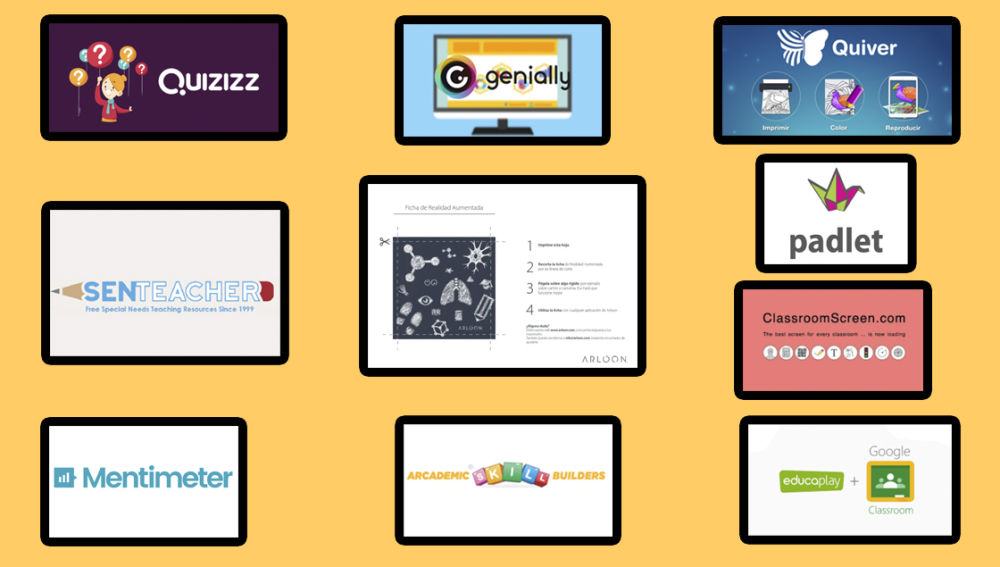 ? ? ? ?
QUIZIZZ
genially
Quiver
Imprimir Color Reproducir
SENTEACHER
Free Special Needs Teaching Resources Since 1999
Ficha de Realidad Aumentada
1 Imprime esta hoja.
2 Recorta la ficha de Realidad Aumentada
por su línea de corte.
3 Pégala sobre algo rígido por ejemplo
4 Utiliza la ficha con cualquier aplicación de Arloon
¿Alguna duda?
ARLOON
ARLOON
padlet
ClassroomScreen.com
The best screen for every classroom ... is now loading
T
Mentimeter
ARCADEMIC SKILL BUILDERS
educaplay + Google Classroom